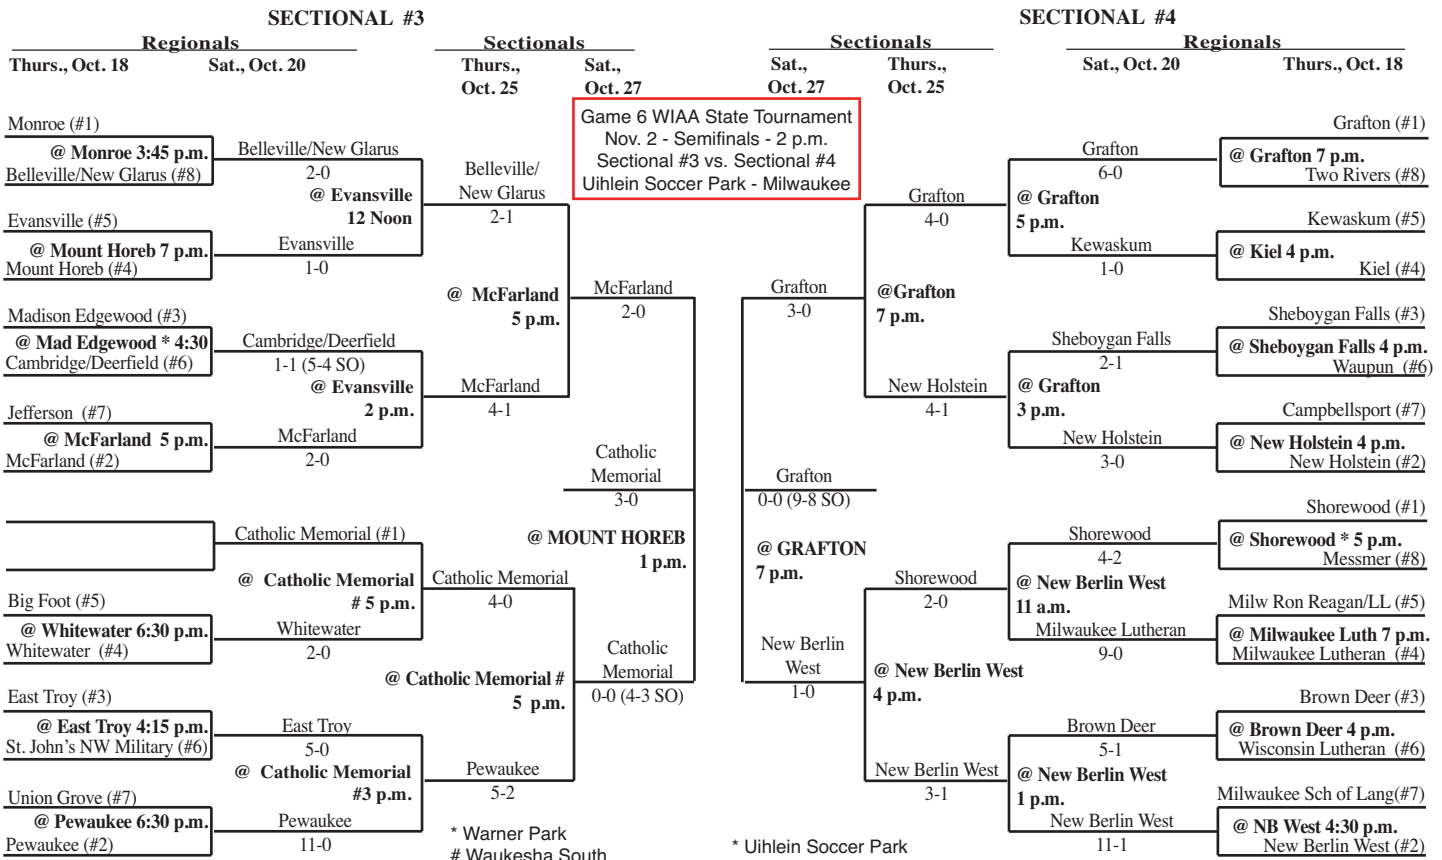 SECTIONAL #3
SECTIONAL #4
Regionals
Sectionals
Sectionals
Regionals
Thurs., Oct. 18
Sat., Oct. 20
Thurs.,
Oct. 25
Sat.,
Oct. 27
Sat.,
Oct. 27
Thurs.,
Oct. 25
Sat., Oct. 20
Thurs., Oct. 18
Game 6 WIAA State Tournament
Nov. 2 - Semifinals - 2 p.m.
Sectional #3 vs. Sectional #4
Uihlein Soccer Park - Milwaukee
Monroe (#1)
@ Monroe 3:45 p.m.
Belleville/New Glarus (#8)
Evansville (#5)
@ Mount Horeb 7 p.m.
Mount Horeb (#4)
Madison Edgewood (#3)
@ Mad Edgewood * 4:30
Cambridge/Deerfield (#6)
Jefferson (#7)
@ McFarland 5 p.m.
McFarland (#2)
Big Foot (#5)
@ Whitewater 6:30 p.m.
Whitewater (#4)
East Troy (#3)
@ East Troy 4:15 p.m.
St. John's NW Military (#6)
Union Grove (#7)
@ Pewaukee 6:30 p.m.
Pewaukee (#2)
Belleville/New Glarus
2-0
@ Evansville
12 Noon
Evansville
1-0
Cambridge/Deerfield
1-1 (5-4 SO)
@ Evansville
2 p.m.
McFarland
2-0
Catholic Memorial (#1)
@ Catholic Memorial
# 5 p.m.
Whitewater
2-0
East Troy
5-0
@ Catholic Memorial
#3 p.m.
Pewaukee
11-0
Belleville/
New Glarus
2-1
@ McFarland
5 p.m.
McFarland
4-1
Catholic Memorial
4-0
@ Catholic Memorial #
5 p.m.
Pewaukee
5-2
* Warner Park
# Waukesha South
McFarland
2-0
Catholic
Memorial
3-0
@ MOUNT HOREB
1 p.m.
Catholic
Memorial
0-0 (4-3 SO)
Grafton
3-0
Grafton
0-0 (9-8 SO)
@ GRAFTON
7 p.m.
New Berlin
West
1-0
* Uihlein Soccer Park
Grafton
4-0
@Grafton
7 p.m.
New Holstein
4-1
Shorewood
2-0
@ New Berlin West
4 p.m.
New Berlin West
3-1
Grafton
6-0
@ Grafton
5 p.m.
Kewaskum
1-0
Sheboygan Falls
2-1
@ Grafton
3 p.m.
New Holstein
3-0
Shorewood
4-2
@ New Berlin West
11 a.m.
Milwaukee Lutheran
9-0
Brown Deer
5-1
@ New Berlin West
1 p.m.
New Berlin West
11-1
Grafton (#1)
@ Grafton 7 p.m.
Two Rivers (#8)
Kewaskum (#5)
@ Kiel 4 p.m.
Kiel (#4)
Sheboygan Falls (#3)
@ Sheboygan Falls 4 p.m.
Waupun (#6)
Campbellsport (#7)
@ New Holstein 4 p.m.
New Holstein (#2)
Shorewood (#1)
@ Shorewood * 5 p.m.
Messmer (#8)
Milw Ron Reagan/LL (#5)
@ Milwaukee Luth 7 p.m.
Milwaukee Lutheran (#4)
Brown Deer (#3)
@ Brown Deer 4 p.m.
Wisconsin Lutheran (#6)
Milwaukee Sch of Lang(#7)
@ NB West 4:30 p.m.
New Berlin West (#2)